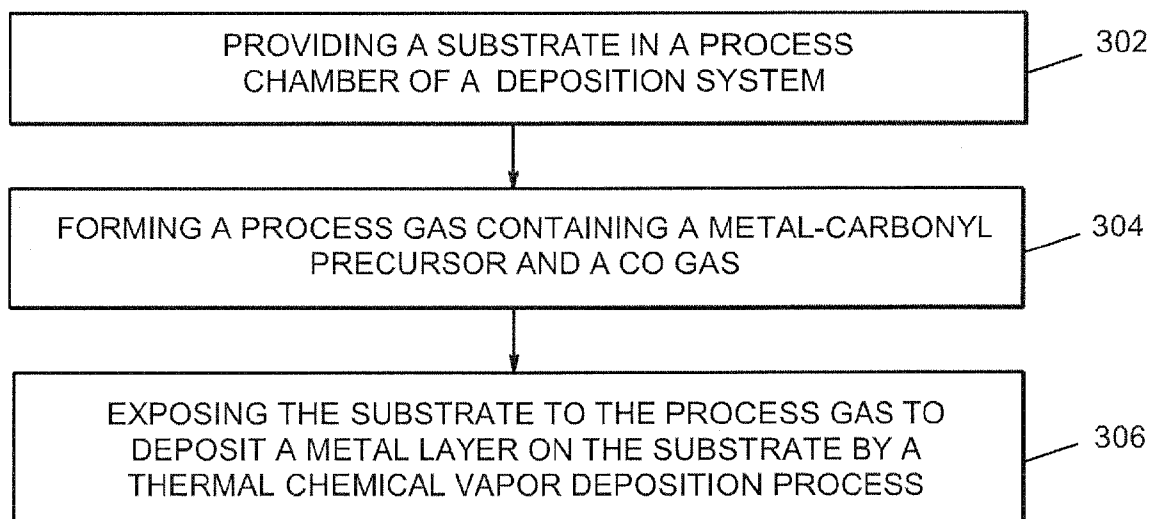 PROVIDING A SUBSTRATE IN A PROCESS
CHAMBER OF A DEPOSITION SYSTEM
302
FORMING A PROCESS GAS CONTAINING A METAL-CARBONYL
PRECURSOR AND A CO GAS
304
EXPOSING THE SUBSTRATE TO THE PROCESS GAS TO
DEPOSIT A METAL LAYER ON THE SUBSTRATE BY A
THERMAL CHEMICAL VAPOR DEPOSITION PROCESS
306